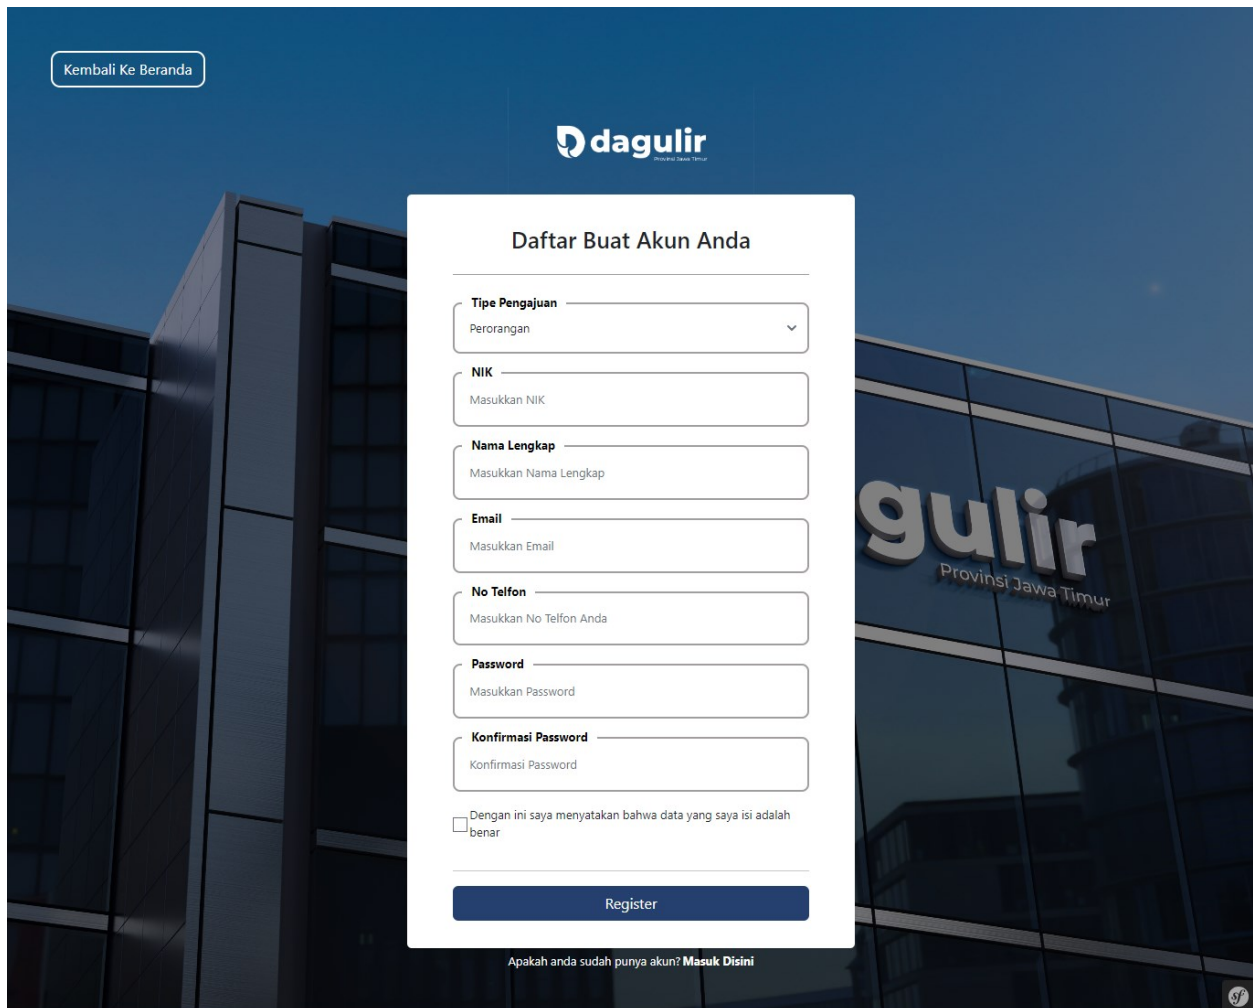 Kembali Ke Beranda
dagulir
Provinsi Jawa Timur
Daftar Buat Akun Anda
Tipe Pengajuan
Perorangan
NIK
Masukkan NIK
Nama Lengkap
Masukkan Nama Lengkap
Email
Masukkan Email
No Telfon
Masukkan No Telfon Anda
Password
Masukkan Password
Konfirmasi Password
Konfirmasi Password
Dengan ini saya menyatakan bahwa data yang saya isi adalah
benar
Register
Apakah anda sudah punya akun? Masuk Disini
gulir
Provinsi Jawa Timur
sf